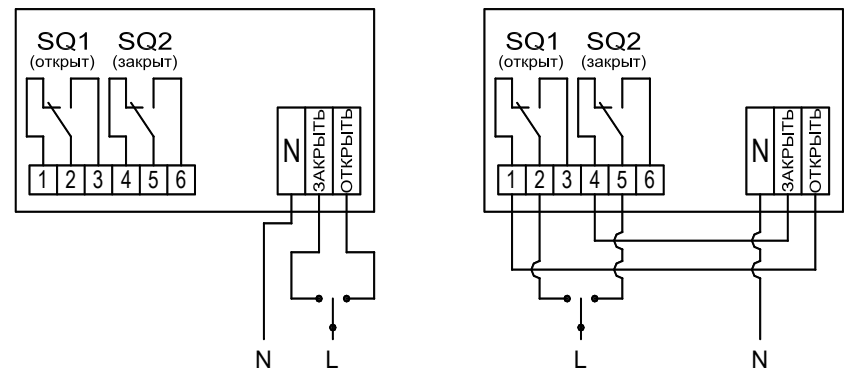 SQ1 SQ2
(открыт) (закрыт)
1 2 3 4 5 6
N ЗАКРЫТЬ ОТКРЫТЬ
N L
SQ1 SQ2
(открыт) (закрыт)
1 2 3 4 5 6
N ЗАКРЫТЬ ОТКРЫТЬ
L N